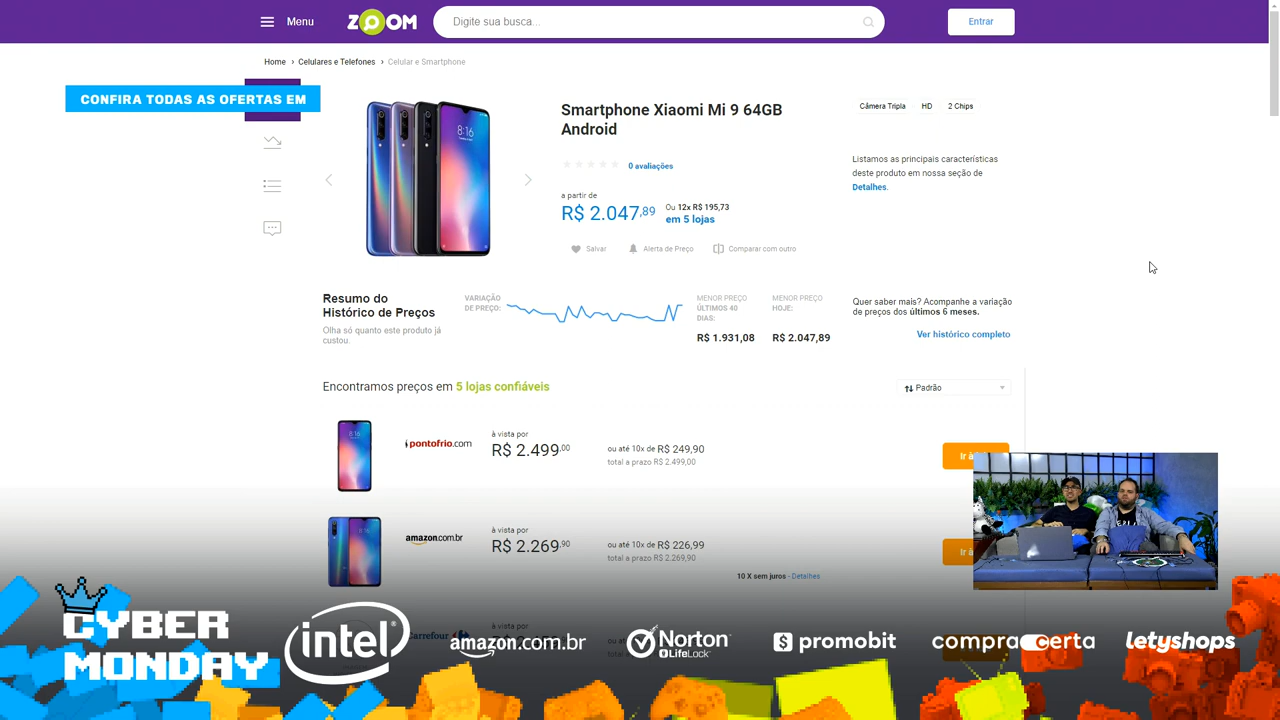 Menu
ZOOM
Digite sua busca...
Entrar
Home › Celulares e Telefones › Celular e Smartphone
CONFIRA TODAS AS OFERTAS EM
Smartphone Xiaomi Mi 9 64GB
Android
0 avaliações
a partir de
R$ 2.047,89
Ou 12x R$ 195,73
em 5 lojas
Salvar
Alerta de Preço
Comparar com outro
Câmera Tripla
HD
2 Chips
Listamos as principais características
deste produto em nossa seção de
Detalhes.
8:16
Resumo do
Histórico de Preços
Olha só quanto este produto já
custou.
VARIAÇÃO
DE PREÇO:
MENOR PREÇO
ÚLTIMOS 40
DIAS:
R$ 1.931,08
MENOR PREÇO
HOJE:
R$ 2.047,89
Quer saber mais? Acompanhe a variação
de preços dos últimos 6 meses.
Ver histórico completo
Encontramos preços em 5 lojas confiáveis
Padrão
8:16
pontofrio.com
à vista por
R$ 2.499,00
ou até 10x de R$ 249,90
total a prazo R$ 2.499,00
Ir à
amazon.com.br
à vista por
R$ 2.269,90
ou até 10x de R$ 226,99
total a prazo R$ 2.269,90
10 X sem juros - Detalhes
Ir à
Carrefour
à vista por
CYBER
MONDAY
intel
amazon.com.br
Norton
LifeLock
promobit
compracerta
letyshops